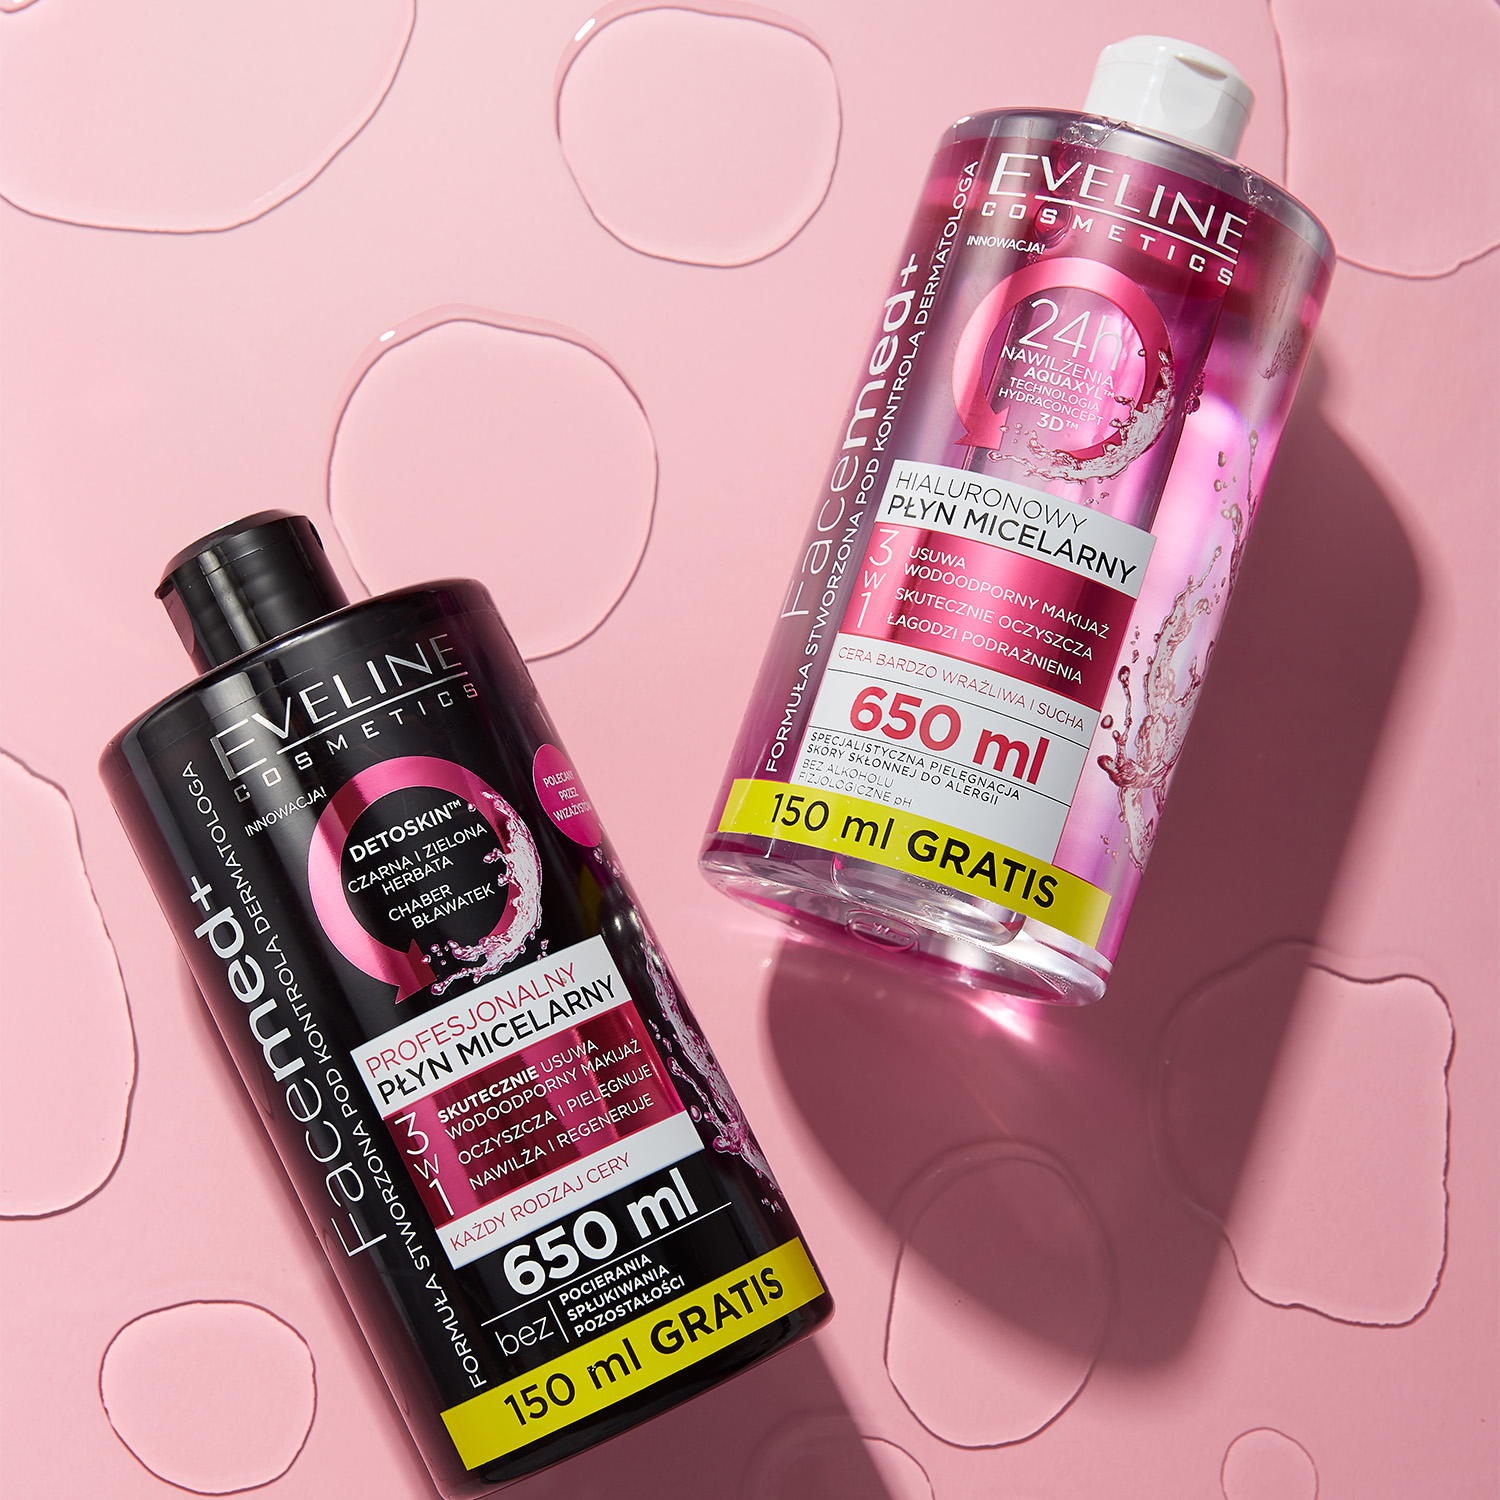 EVELINE
COSMETICS
INNOWACJA!
24h
NAWILŻENIA
AQUAXYL™
TECHNOLOGIA
HYDRACONCEPT
3D™
Facemed+
FORMUŁA STWORZONA POD KONTROLĄ DERMATOLOGA
HIALURONOWY
PŁYN MICELARNY
3 w 1
USUWA
WODOODPORNY MAKIJAŻ
SKUTECZNIE OCZYSZCZA
ŁAGODZI PODRAŻNIENIA
CERA BARDZO WRAŻLIWA I SUCHA
650 ml
SPECJALISTYCZNA PIELĘGNACJA
SKÓRY SKŁONNEJ DO ALERGII
BEZ ALKOHOLU
FIZJOLOGICZNE pH
150 ml GRATIS
EVELINE
COSMETICS
INNOWACJA!
DETOSKIN™
CZARNA I ZIELONA
HERBATA
CHABER
BŁAWATEK
POLECANY
PRZEZ
WIZAŻYSTÓW
Facemed+
FORMUŁA STWORZONA POD KONTROLĄ DERMATOLOGA
PROFESJONALNY
PŁYN MICELARNY
3 w 1
SKUTECZNIE USUWA
WODOODPORNY MAKIJAŻ
OCZYSZCZA I PIELĘGNUJE
NAWILŻA I REGENERUJE
KAŻDY RODZAJ CERY
650 ml
bez
POCIERANIA
SPŁUKIWANIA
POZOSTAŁOŚCI
150 ml GRATIS